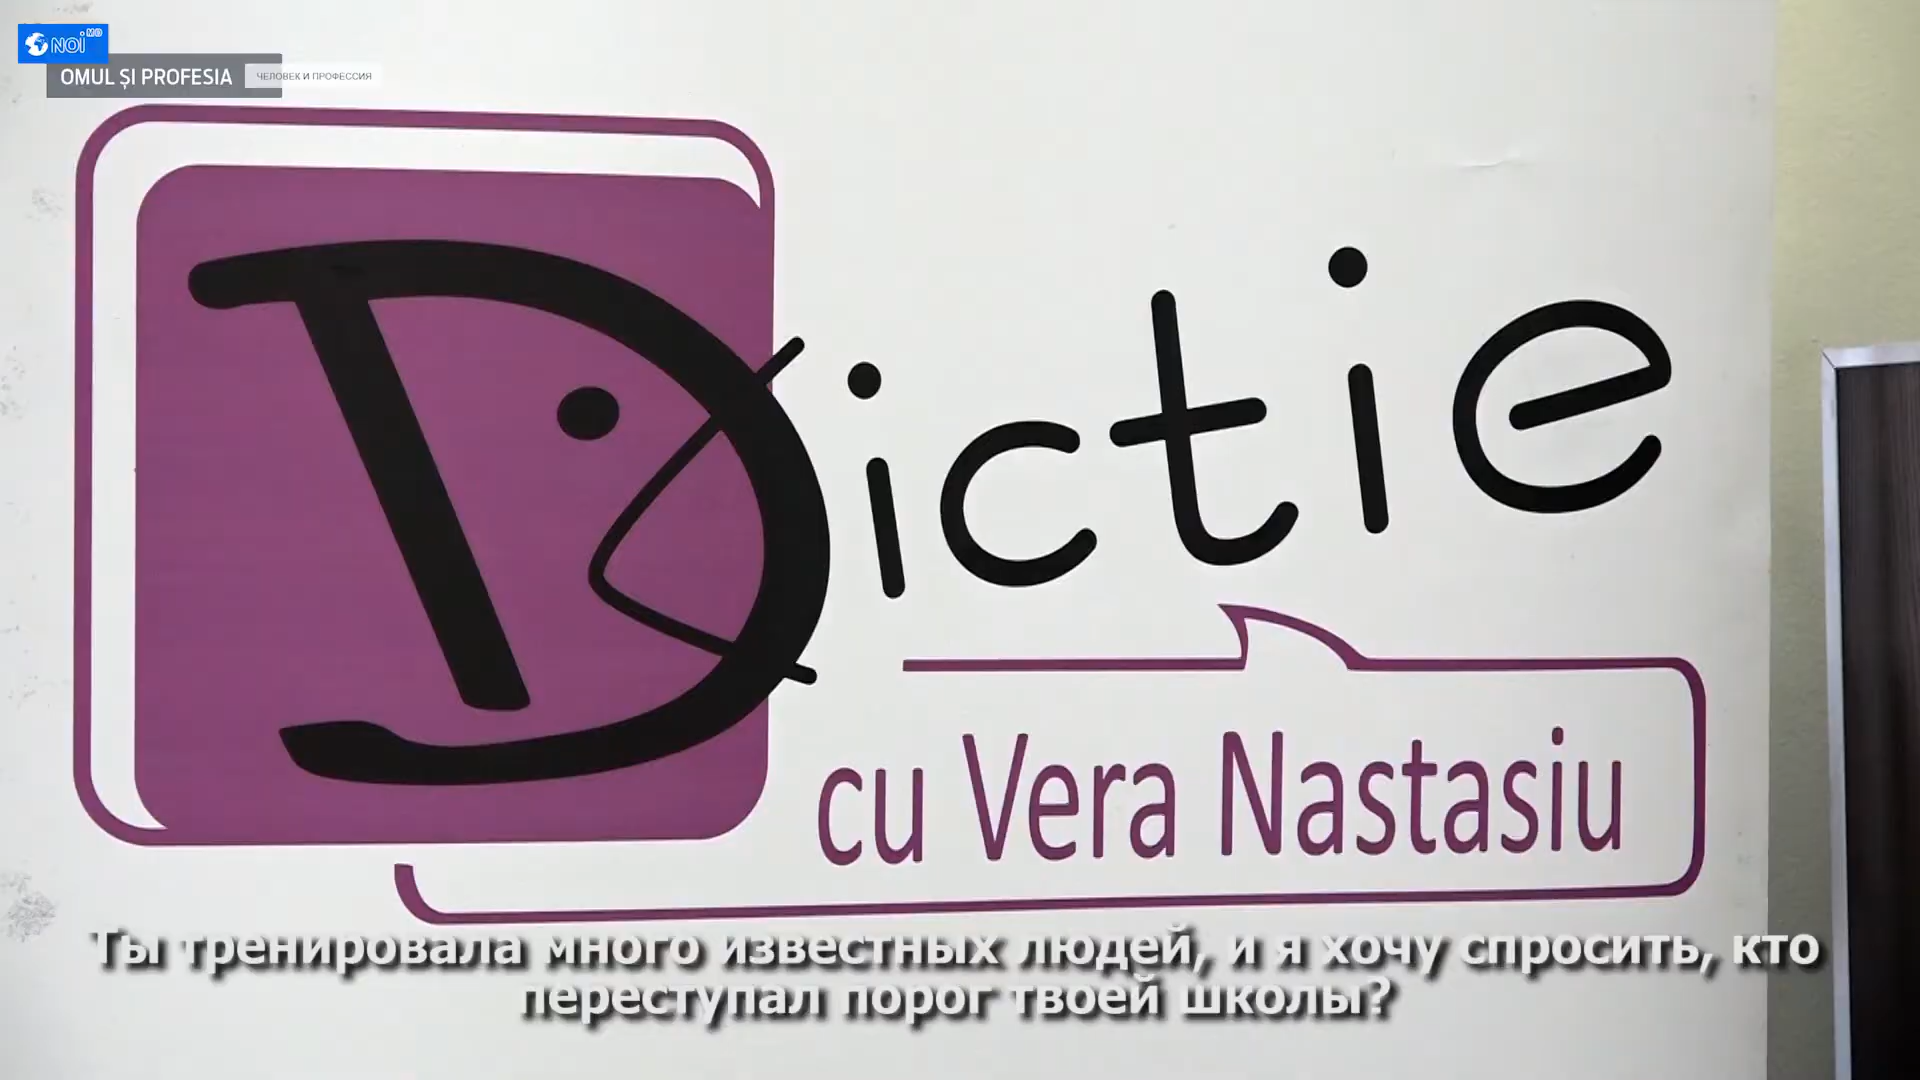 NOI MD
OMUL ȘI PROFESIA
ЧЕЛОВЕК И ПРОФЕССИЯ
Dictie
cu Vera Nastasiu
Ты тренировала много известных людей, и я хочу спросить, кто
переступал порог твоей школы?